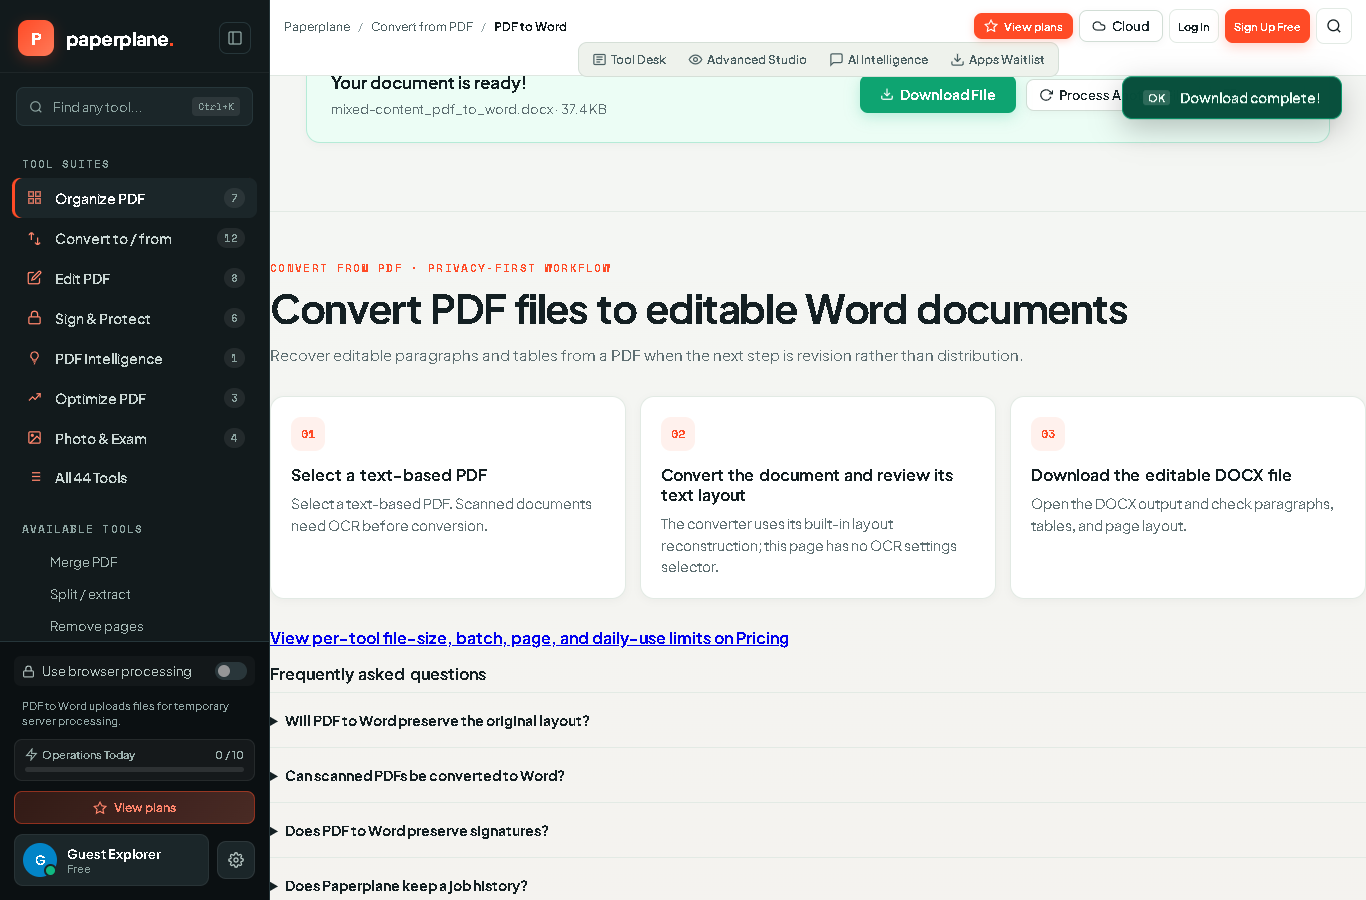 P paperplane.
Find any tool... Ctrl+K
TOOL SUITES
Organize PDF 7
Convert to / from 12
Edit PDF 8
Sign & Protect 6
PDF Intelligence 1
Optimize PDF 3
Photo & Exam 4
All 44 Tools
AVAILABLE TOOLS
Merge PDF
Split / extract
Remove pages
Use browser processing
PDF to Word uploads files for temporary
server processing.
Operations Today 0 / 10
View plans
G Guest Explorer
Free
Paperplane / Convert from PDF / PDF to Word
View plans Cloud Log In Sign Up Free
Tool Desk Advanced Studio AI Intelligence Apps Waitlist
Your document is ready!
mixed-content_pdf_to_word.docx · 37.4 KB
Download File Process A
OK Download complete!
CONVERT FROM PDF · PRIVACY-FIRST WORKFLOW
Convert PDF files to editable Word documents
Recover editable paragraphs and tables from a PDF when the next step is revision rather than distribution.
01
Select a text-based PDF
Select a text-based PDF. Scanned documents
need OCR before conversion.
02
Convert the document and review its
text layout
The converter uses its built-in layout
reconstruction; this page has no OCR settings
selector.
03
Download the editable DOCX file
Open the DOCX output and check paragraphs,
tables, and page layout.
View per-tool file-size, batch, page, and daily-use limits on Pricing
Frequently asked questions
Will PDF to Word preserve the original layout?
Can scanned PDFs be converted to Word?
Does PDF to Word preserve signatures?
Does Paperplane keep a job history?